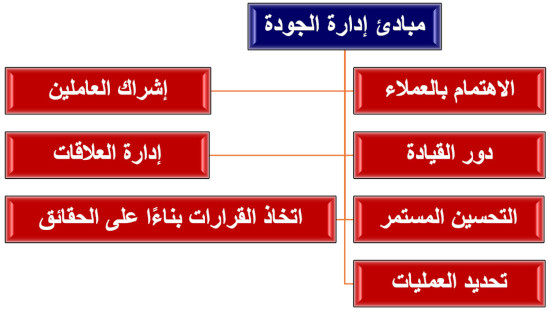 مبادئ إدارة الجودة
الاهتمام بالعملاء
إشراك العاملين
دور القيادة
إدارة العلاقات
التحسين المستمر
اتخاذ القرارات بناءًا على الحقائق
تحديد العمليات